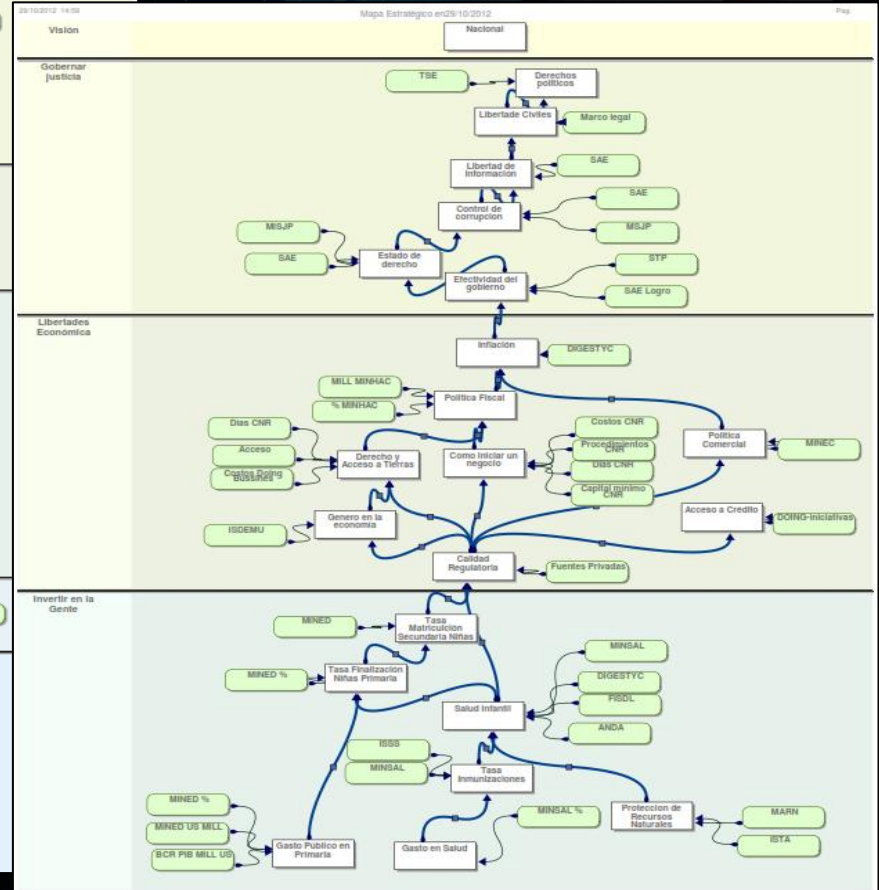 29/10/2012 14:59
Mapa Estratégico en29/10/2012
Pag
Visión
Nacional
Gobernar
justicia
TSE
Derechos
políticos
Libertade Civiles
Marco legal
Libertad de
Información
SAE
Control de
corrupcion
SAE
MSJP
MISJP
SAE
Estado de
derecho
STP
Efectividad del
gobierno
SAE Logro
Libertades
Económica
Inflación
DIGESTYC
MILL MINHAC
% MINHAC
Política Fiscal
Dias CNR
Acceso
Costos Doing
Bussines
Derecho y
Acceso a Tierras
Como Iniciar un
negocio
Costos CNR
Procedimientos
CNR
Dias CNR
Capital mínimo
CNR
Política
Comercial
MINEC
Genero en la
economía
ISDEMU
Acceso a Crédito
DOING-iniciativas
Calidad
Regulatoria
Fuentes Privadas
Invertir en la
Gente
MINED
Tasa
Matriculción
Secundaria Niñas
MINED %
Tasa Finalización
Niñas Primaria
MINSAL
DIGESTYC
FISDL
ANDA
Salud Infantil
ISSS
MINSAL
Tasa
Inmunizaciones
MINED %
MINED US MILL
BCR PIB MILL US
Gasto Público en
Primaria
Gasto en Salud
MINSAL %
Proteccion de
Recursos
Naturales
MARN
ISTA